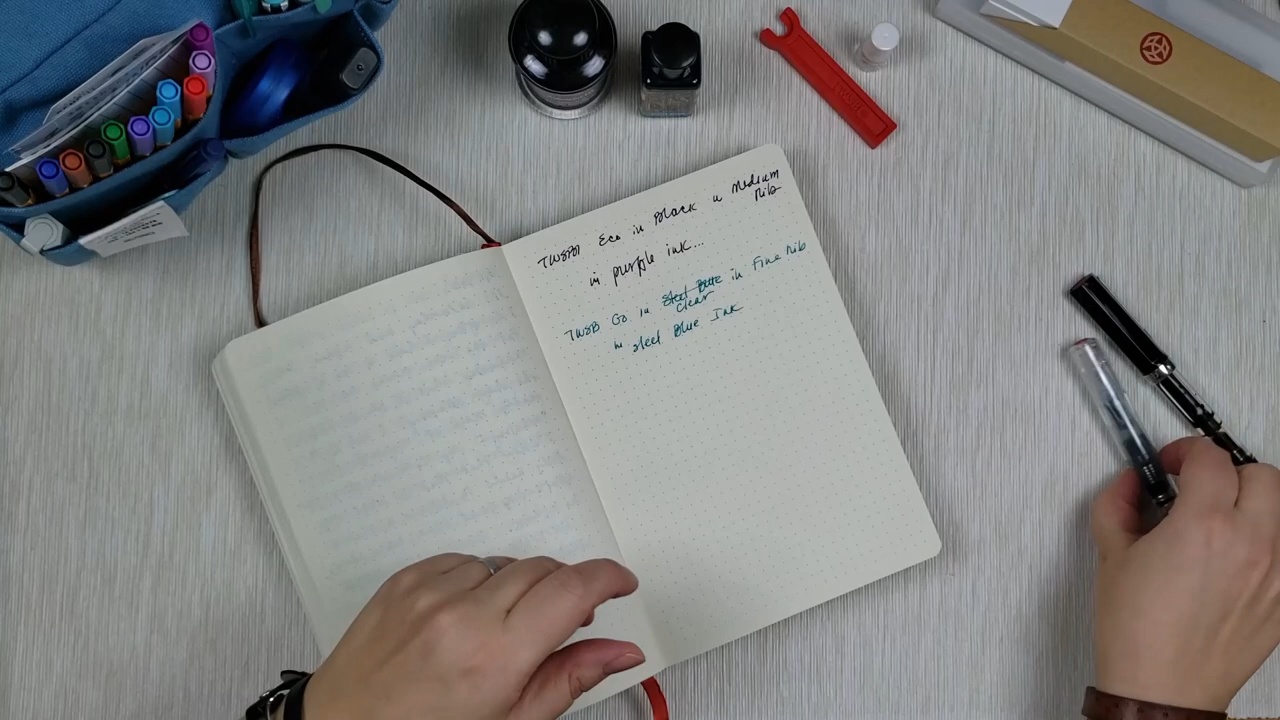 TWSBI Eco in Black in Medium
Nib
in purple ink...
TWSBI Go in Steel Blue in Fine Nib
clear
in steel Blue Ink